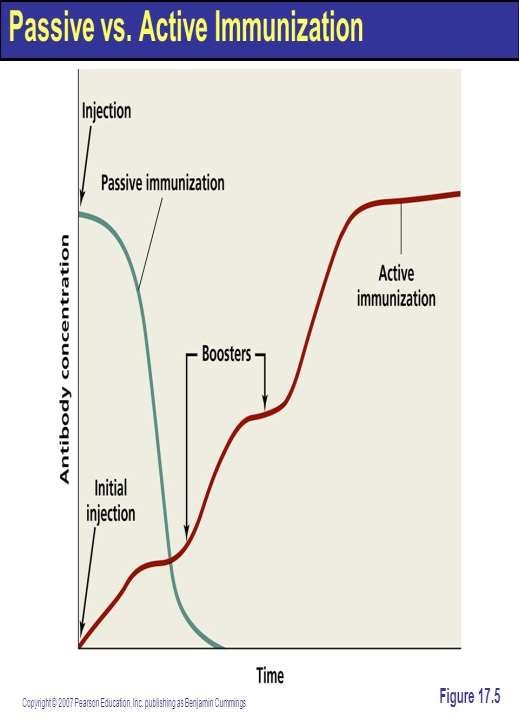 Passive vs. Active Immunization
Injection
Passive immunization
Antibody concentration
Active
immunization
Boosters
Initial
injection
Time
Copyright © 2007 Pearson Education, Inc. publishing as Benjamin Cummings
Figure 17.5